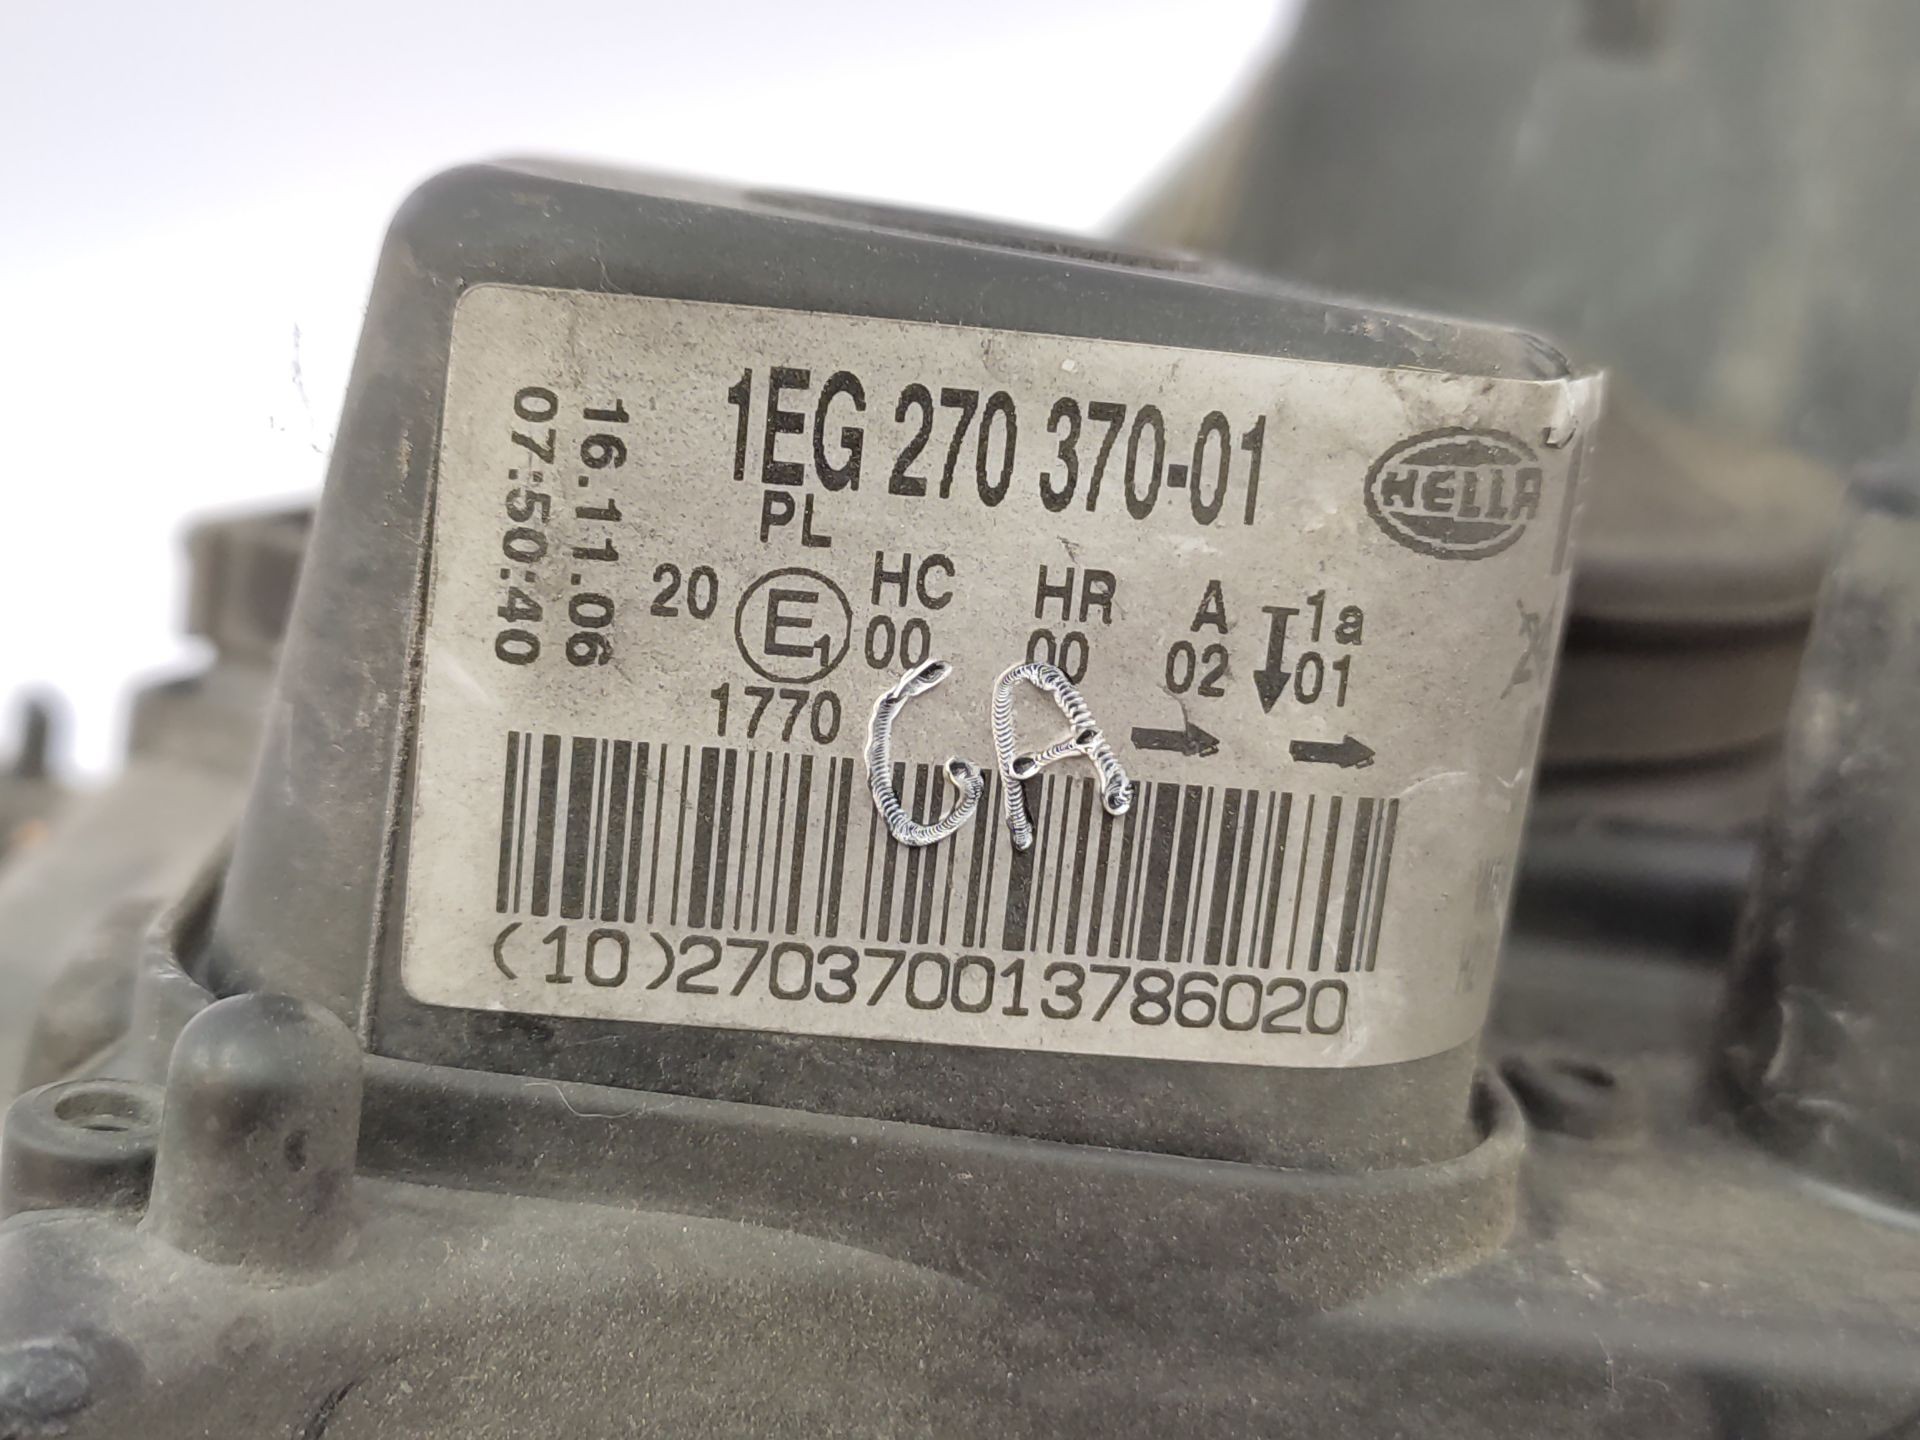 1EG 270 370-01
HELLA
16.11.06
07:50:40
PL
20 E1 HC HR A 1a
00 00 02 01
1770
GA
(10)270370013786020